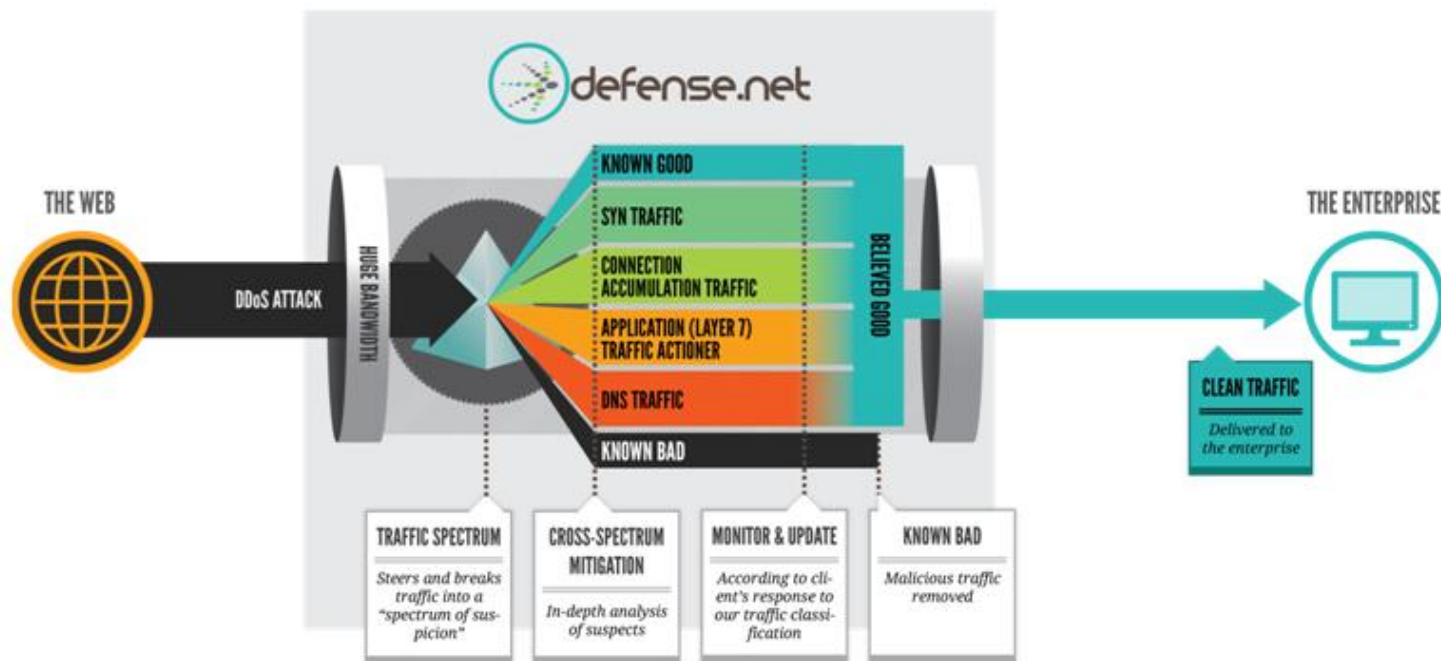 defense.net
THE WEB
DDoS ATTACK
HUGE BANDWIDTH
KNOWN GOOD
SYN TRAFFIC
CONNECTION
ACCUMULATION TRAFFIC
APPLICATION (LAYER 7)
TRAFFIC ACTIONER
DNS TRAFFIC
KNOWN BAD
BELIEVED GOOD
THE ENTERPRISE
CLEAN TRAFFIC
Delivered to
the enterprise
TRAFFIC SPECTRUM
Steers and breaks
traffic into a
“spectrum of sus-
picion”
CROSS-SPECTRUM
MITIGATION
In-depth analysis
of suspects
MONITOR & UPDATE
According to cli-
ent’s response to
our traffic classi-
fication
KNOWN BAD
Malicious traffic
removed